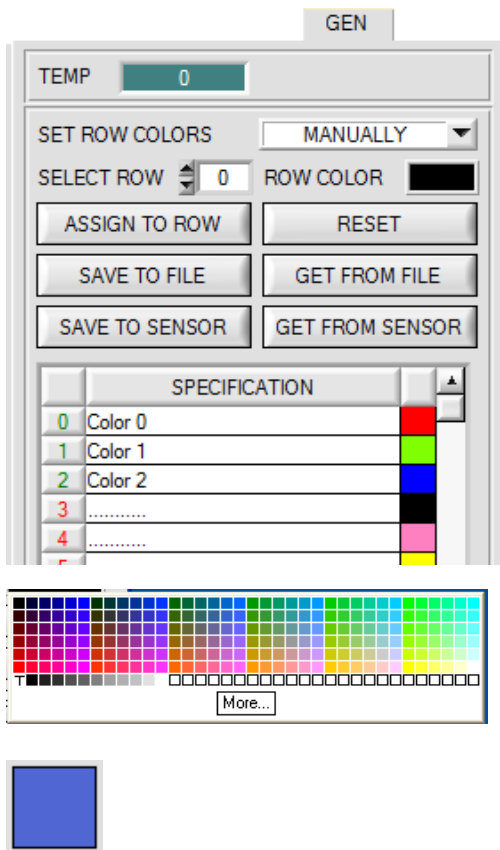 GEN
TEMP 0
SET ROW COLORS MANUALLY
SELECT ROW 0 ROW COLOR
ASSIGN TO ROW RESET
SAVE TO FILE GET FROM FILE
SAVE TO SENSOR GET FROM SENSOR
SPECIFICATION
0 Color 0
1 Color 1
2 Color 2
3 ...........
4 ...........
T
More...